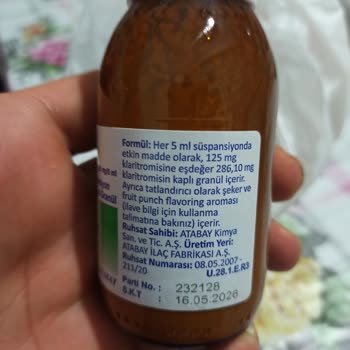 Formül: Her 5 ml süspansiyonda
etkin madde olarak, 125 mg
klaritromisine eşdeğer 286,10 mg
klaritromisin kaplı granül içerir.
Ayrıca tatlandırıcı olarak şeker ve
fruit punch flavoring aroması
(ilave bilgi için kullanma
talimatına bakınız) içerir.
Ruhsat Sahibi: ATABAY Kimya
San. ve Tic. A.Ş. Üretim Yeri:
ATABAY İLAÇ FABRİKASI A.Ş.
Ruhsat Numarası: 08.05.2007 -
211/20
U.28.1.E.R3
Parti No.: 232128
S.K.T : 16.05.2026